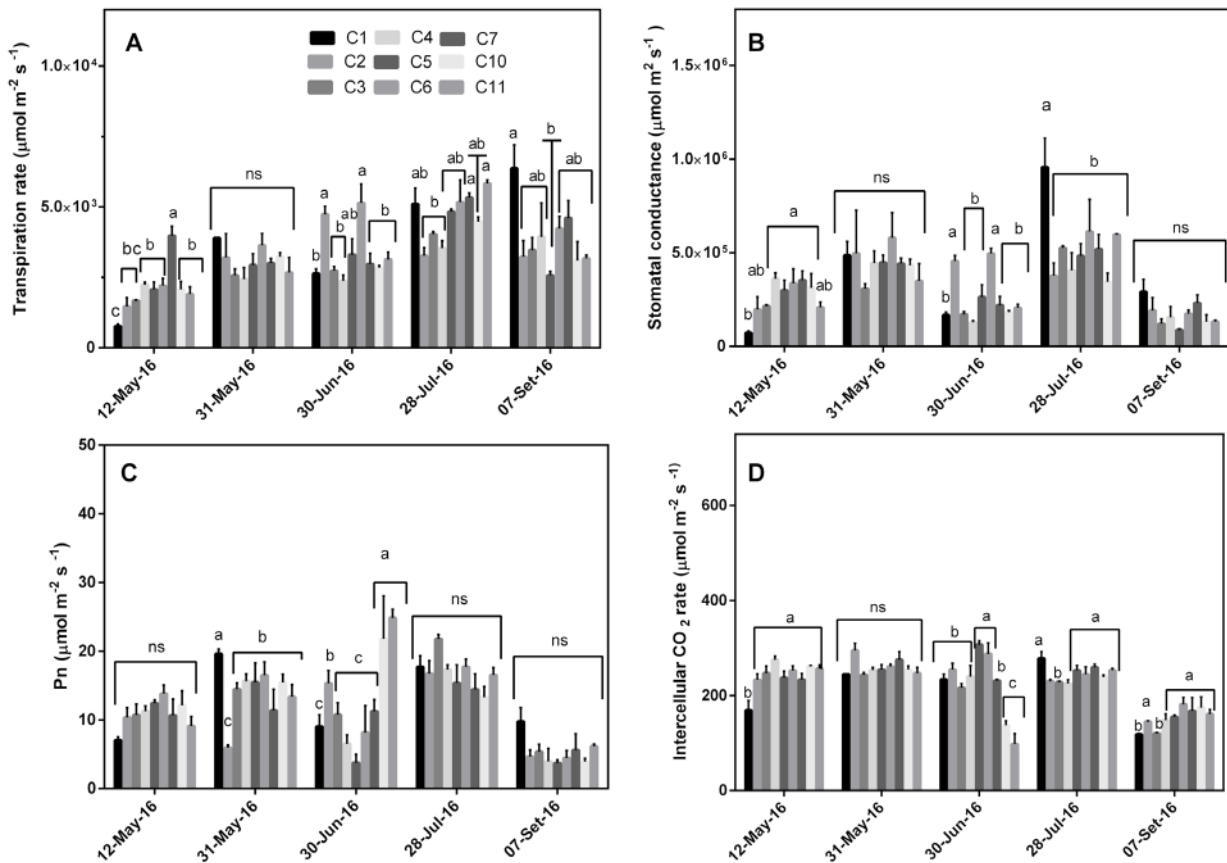 A
C1 C4 C7
C2 C5 C10
C3 C6 C11
Transpiration rate (μmol m⁻² s⁻¹)
1.0×10⁴
5.0×10³
0
c bc b a b
ns
b a b a ab a b
ab b ab a ab a
a ab b ab
12-May-16 31-May-16 30-Jun-16 28-Jul-16 07-Set-16
B
Stomatal conductance (μmol m² s⁻¹)
1.5×10⁶
1.0×10⁶
5.0×10⁵
0
b ab a ab
ns
b a b a b
a b
ns
12-May-16 31-May-16 30-Jun-16 28-Jul-16 07-Set-16
C
Pn (μmol m⁻² s⁻¹)
50
40
30
20
10
0
ns
a c b
c b c a
ns
ns
12-May-16 31-May-16 30-Jun-16 28-Jul-16 07-Set-16
D
Intercellular CO₂ rate (μmol m⁻² s⁻¹)
600
400
200
0
b a
ns
b a b c
a b a
b a b a
12-May-16 31-May-16 30-Jun-16 28-Jul-16 07-Set-16